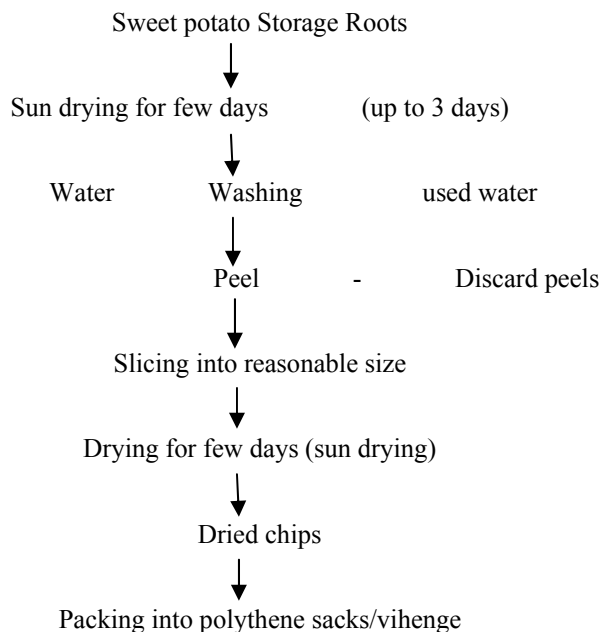 Sweet potato Storage Roots
Sun drying for few days (up to 3 days)
Water Washing used water
Peel - Discard peels
Slicing into reasonable size
Drying for few days (sun drying)
Dried chips
Packing into polythene sacks/vihenge